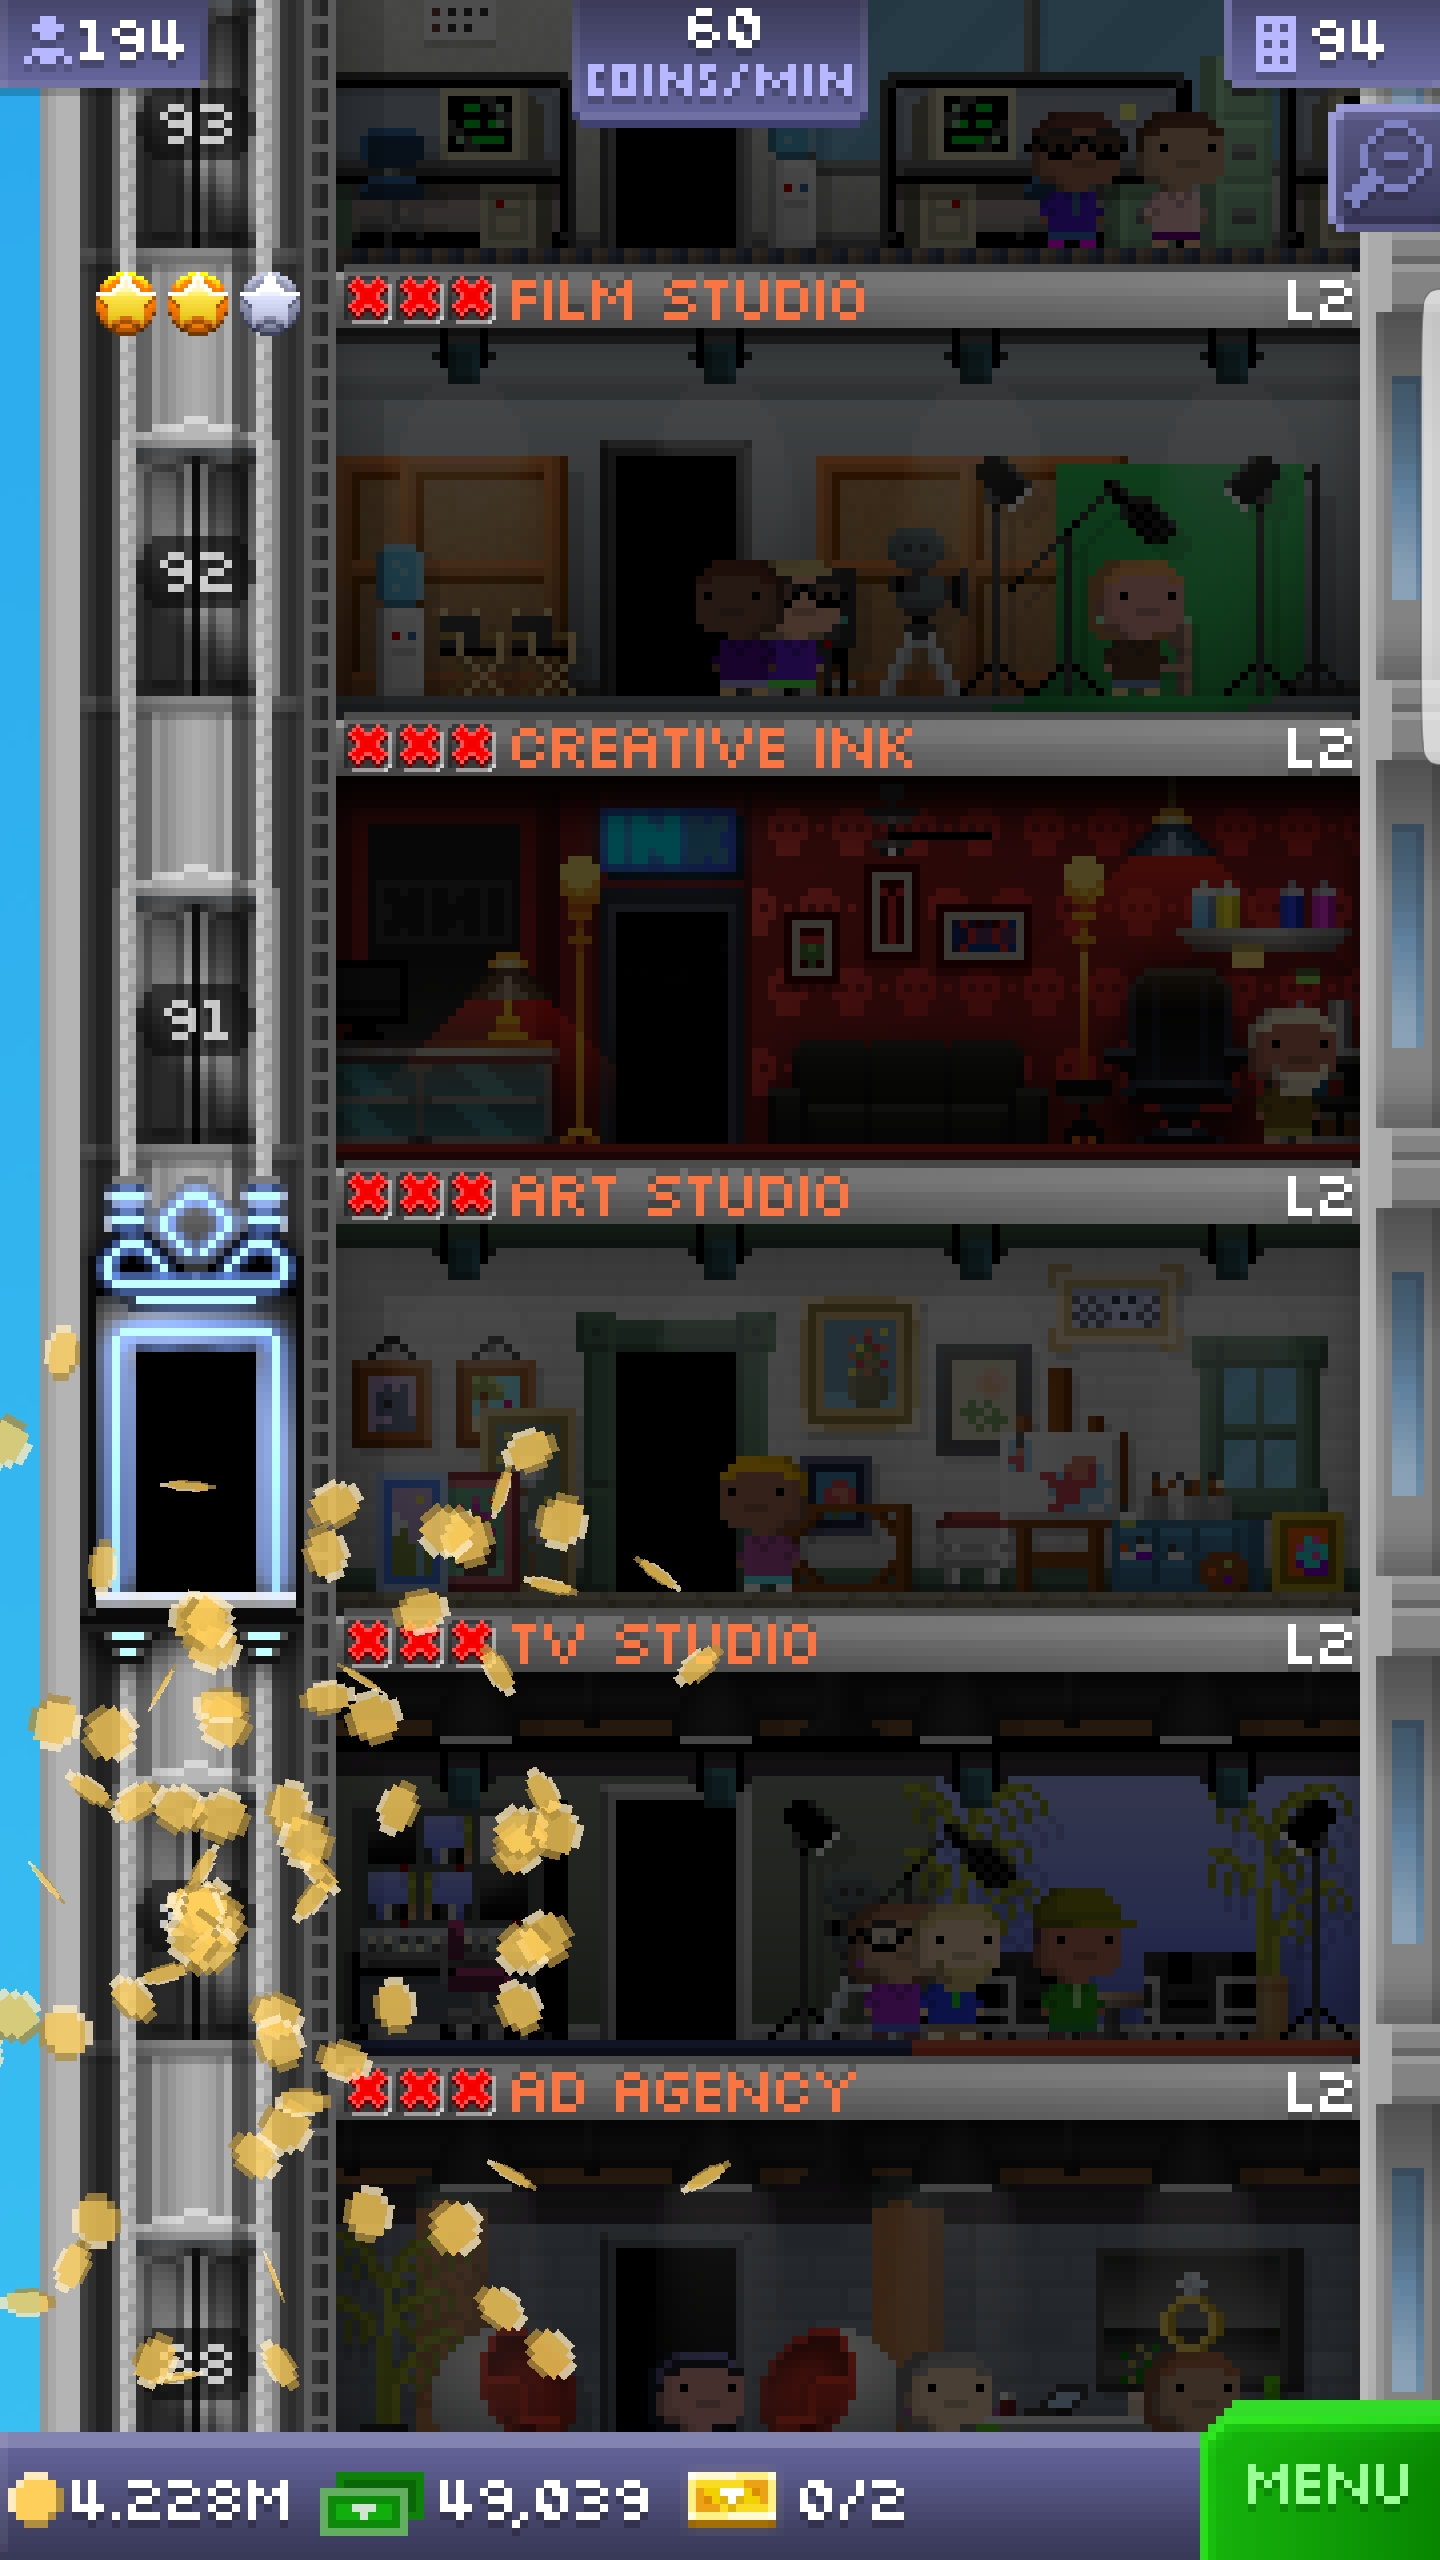 194
60
COINS/MIN
94
93
FILM STUDIO L2
92
CREATIVE INK L2
INK
91
ART STUDIO L2
TV STUDIO L2
AD AGENCY L2
4.228M 49,039 0/2 MENU